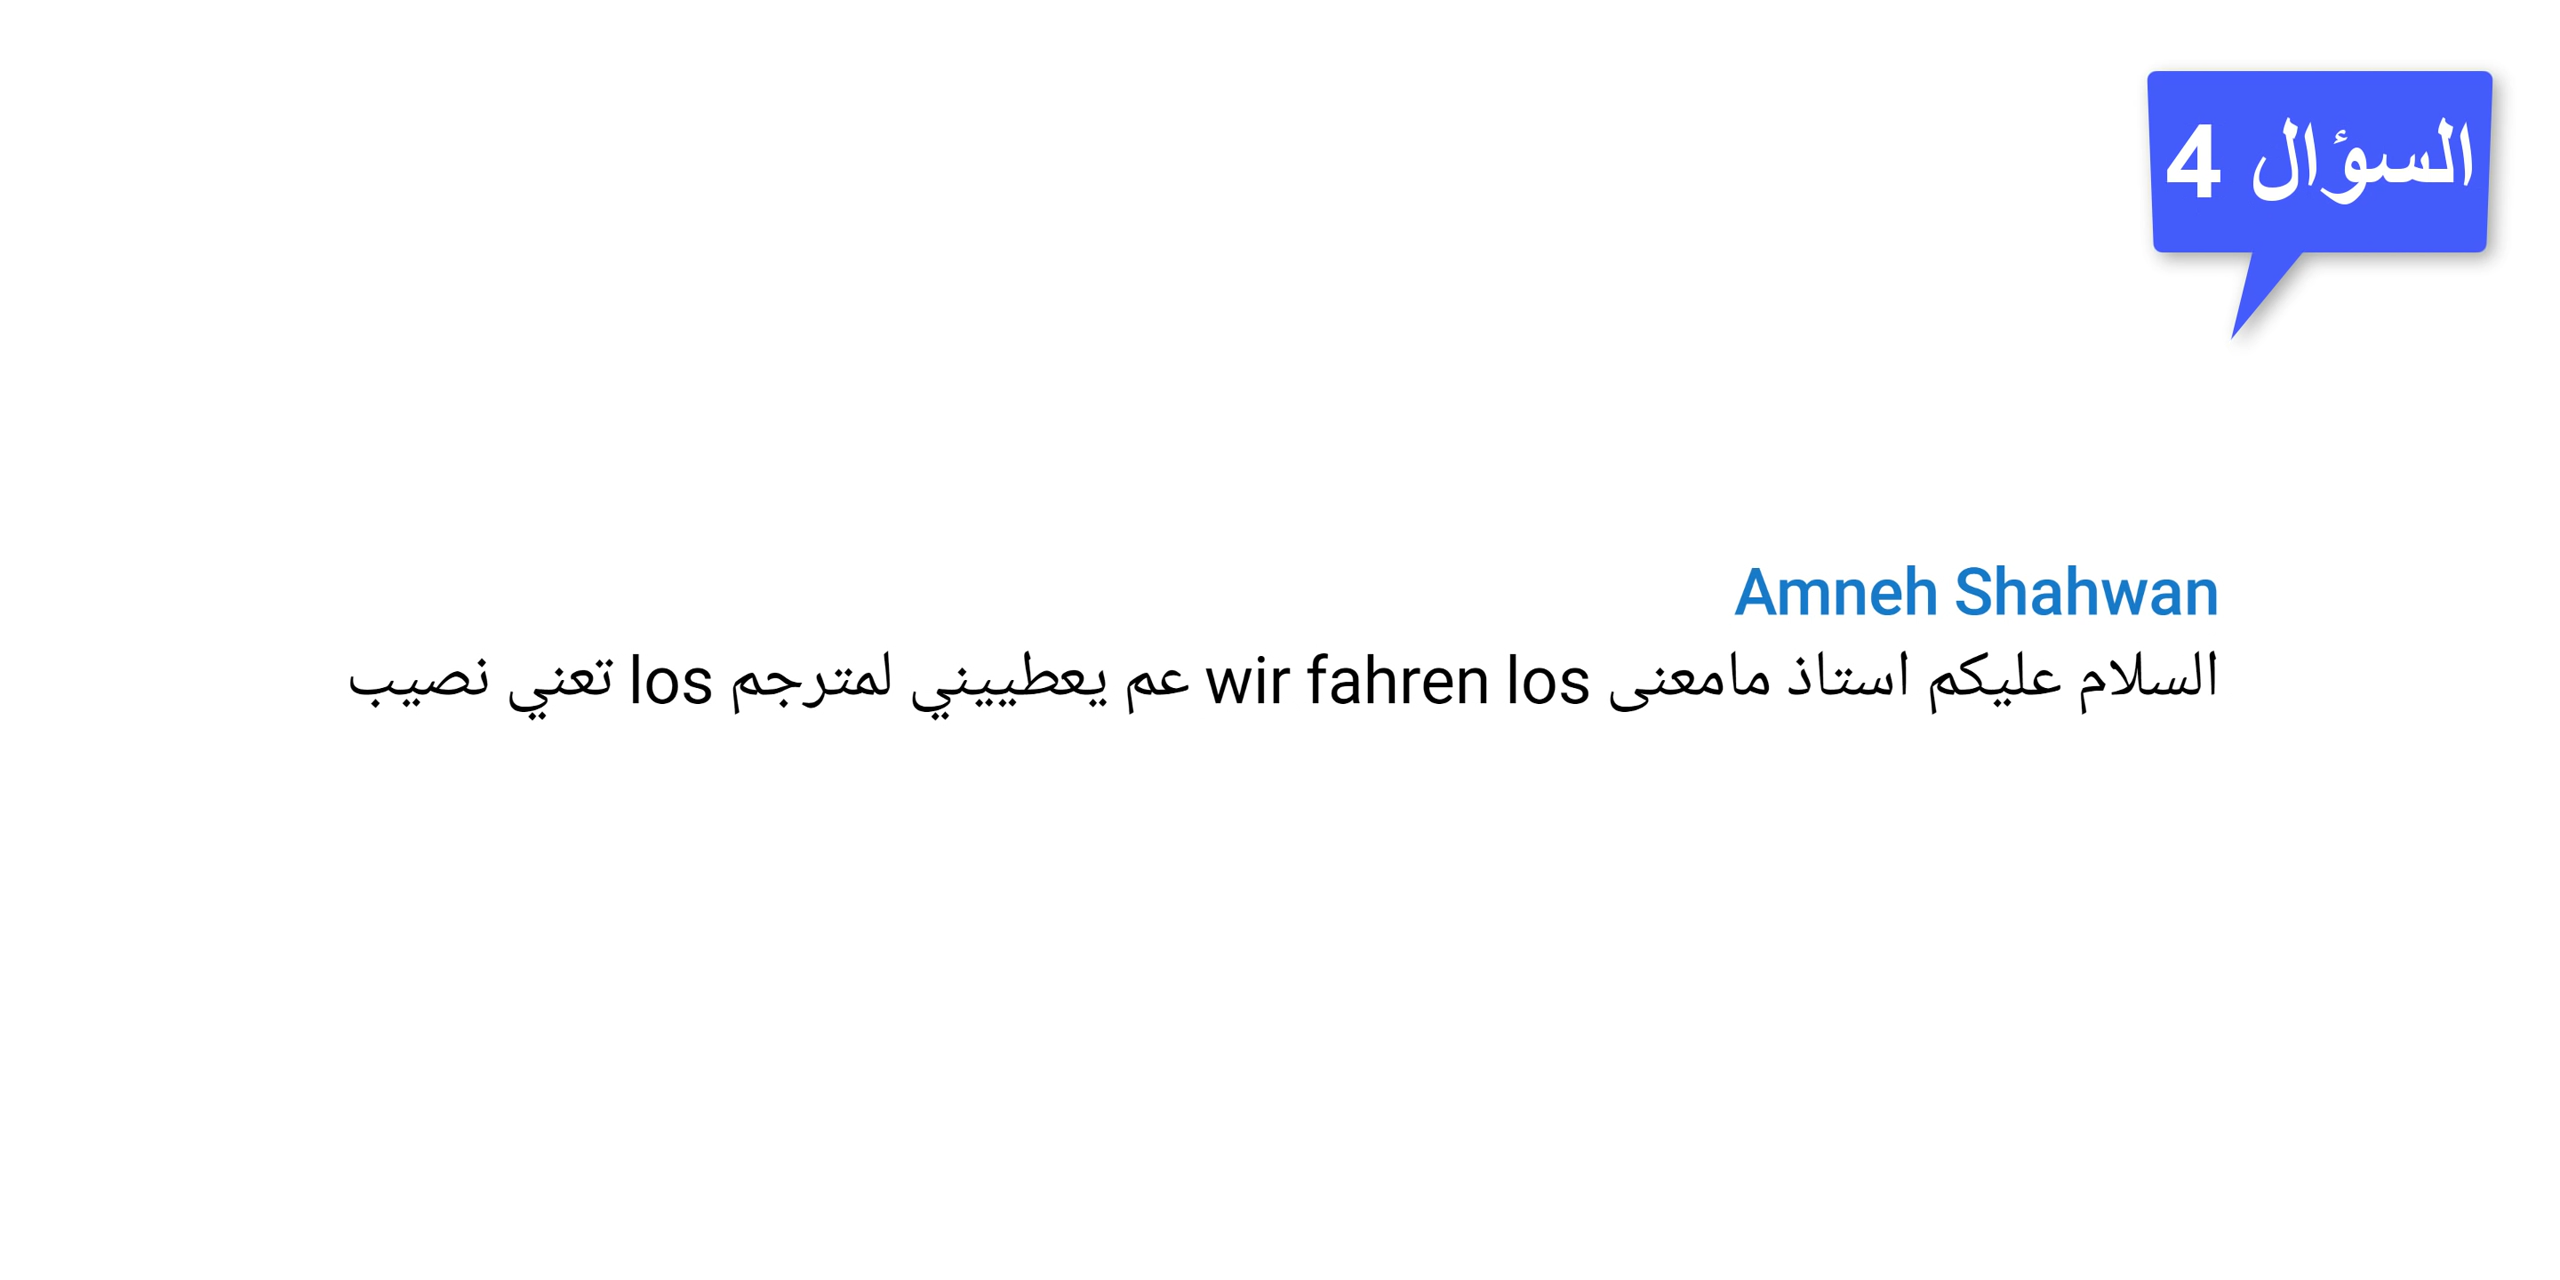 السؤال 4
Amneh Shahwan
السلام عليكم استاذ مامعنى wir fahren los عم يعطييني لمترجم los تعني نصيب